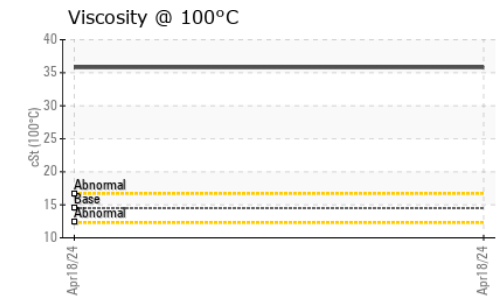 Viscosity @ 100°C
cSt (100°C)
40
35
30
25
20
15
10
Abnormal
Base
Abnormal
Apr18/24
Apr18/24